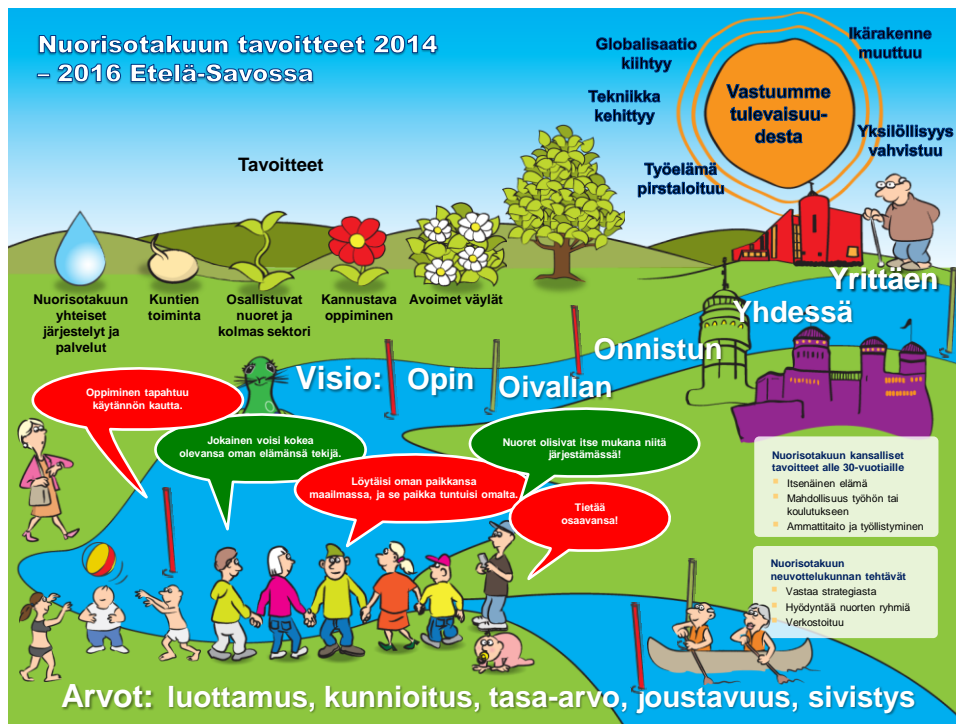 Nuorisotakuun tavoitteet 2014
– 2016 Etelä-Savossa
Globalisaatio
kiihtyy
Ikärakenne
muuttuu
Tekniikka
kehittyy
Vastuumme
tulevaisuu-
desta
Yksilöllisyys
vahvistuu
Työelämä
pirstaloituu
Tavoitteet
Nuorisotakuun
yhteiset
järjestelyt ja
palvelut
Kuntien
toiminta
Osallistuvat
nuoret ja
kolmas sektori
Kannustava
oppiminen
Avoimet väylät
Visio:
Opin
Oivallan
Onnistun
Yhdessä
Yrittäen
Oppiminen tapahtuu
käytännön kautta.
Jokainen voisi kokea
olevansa oman elämänsä tekijä.
Löytäisi oman paikkansa
maailmassa, ja se paikka tuntuisi omalta.
Nuoret olisivat itse mukana niitä
järjestämässä!
Tietää
osaavansa!
Nuorisotakuun kansalliset
tavoitteet alle 30-vuotiaille
Itsenäinen elämä
Mahdollisuus työhön tai
koulutukseen
Ammattitaito ja työllistyminen
Nuorisotakuun
neuvottelukunnan tehtävät
Vastaa strategiasta
Hyödyntää nuorten ryhmiä
Verkostoituu
Arvot: luottamus, kunnioitus, tasa-arvo, joustavuus, sivistys